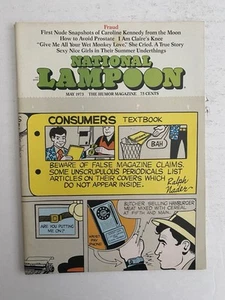 Fraud
First Nude Snapshots of Caroline Kennedy from the Moon
How to Avoid Prostate I Am Claire's Knee
"Give Me All Your Wet Monkey Love," She Cried. A True Story
Sexy Nice Girls in Their Summer Underthings
NATIONAL
LAMPOON
MAY 1973 THE HUMOR MAGAZINE 75 CENTS
CONSUMERS TEXTBOOK
BAH
BEWARE OF FALSE MAGAZINE CLAIMS.
SOME UNSCRUPULOUS PERIODICALS LIST
ARTICLES ON THEIR COVERS WHICH
DO NOT APPEAR INSIDE.
Ralph
Nader
ARE YOU PUTTING
ME ON?
PAY
PHONE
BUTCHER SELLING HAMBURGER
MEAT MIXED WITH CEREAL
AT FIFTH AND MAIN.